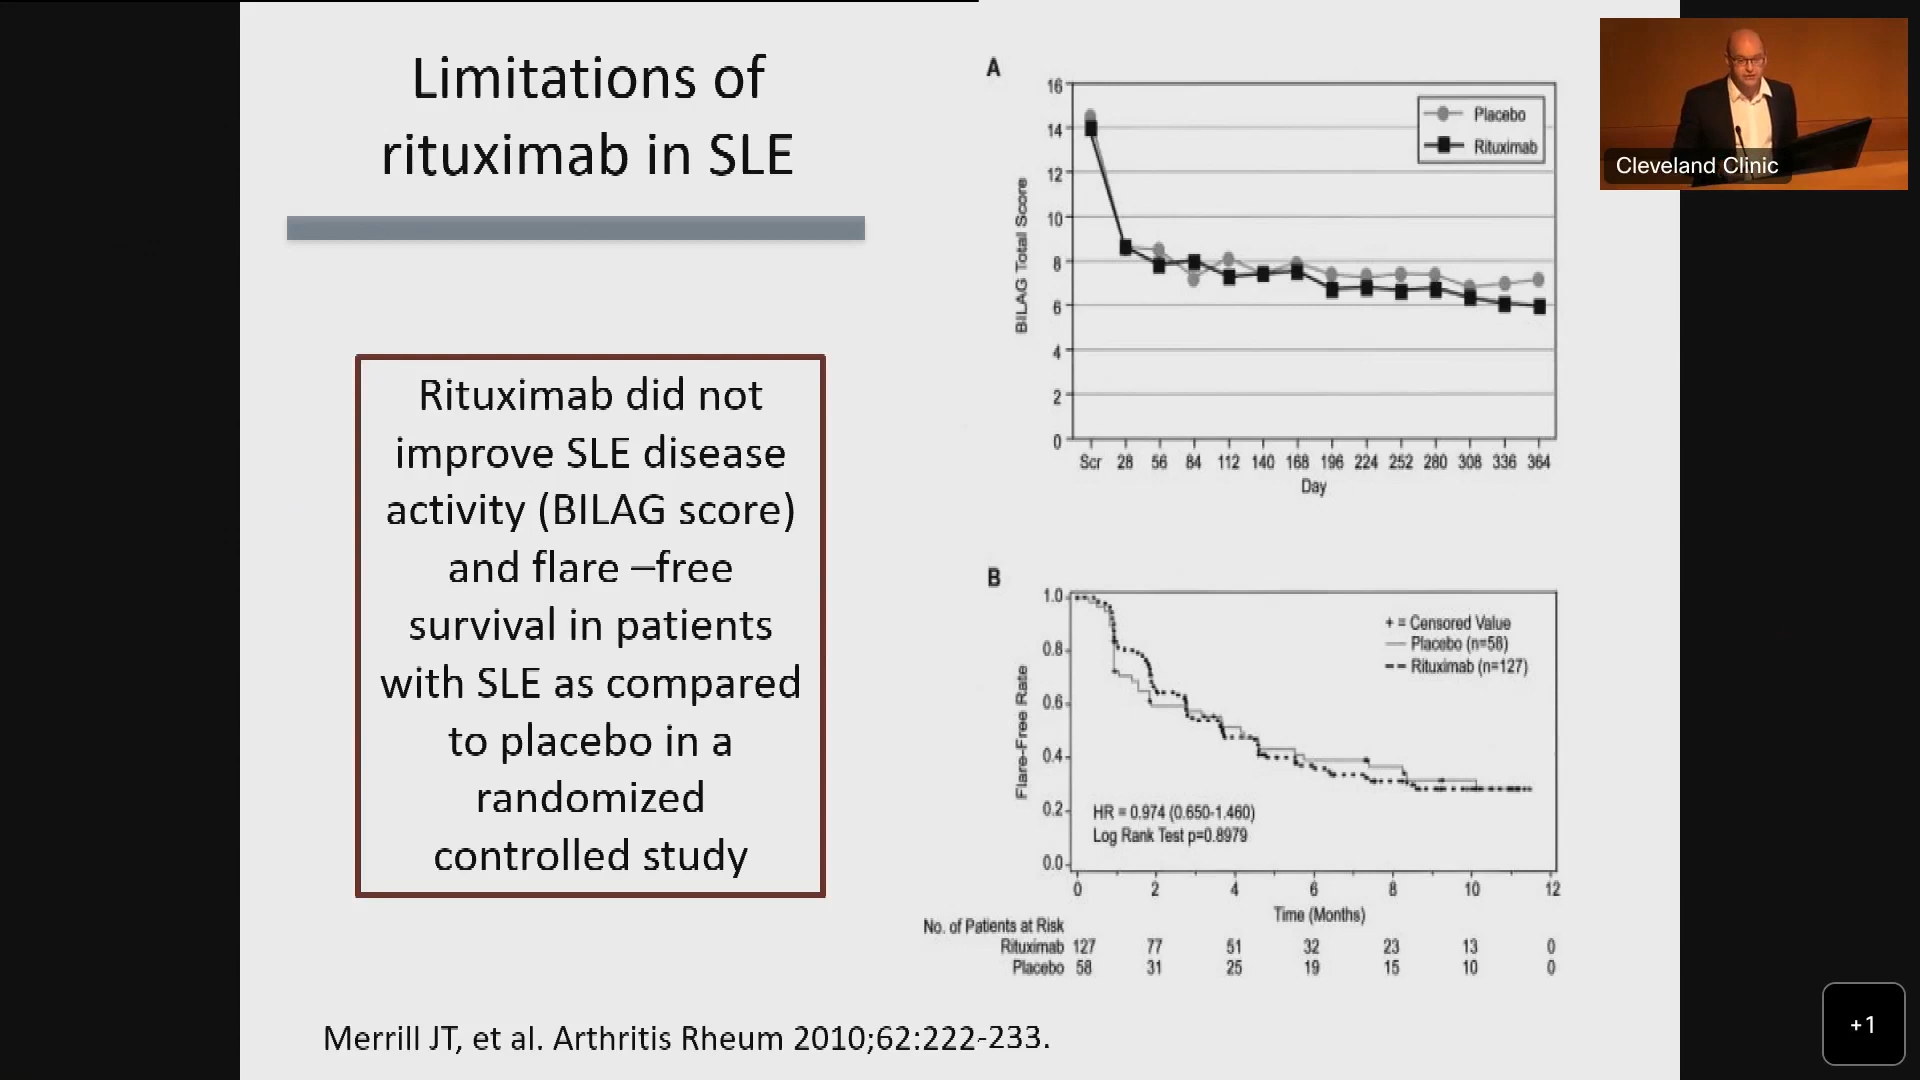 Limitations of
rituximab in SLE
Rituximab did not
improve SLE disease
activity (BILAG score)
and flare –free
survival in patients
with SLE as compared
to placebo in a
randomized
controlled study
Merrill JT, et al. Arthritis Rheum 2010;62:222-233.
A
BILAG Total Score
16
14
12
10
8
6
4
2
0
Placebo
Rituximab
Scr 28 56 84 112 140 168 196 224 252 280 308 336 364
Day
B
Flare-Free Rate
1.0
0.8
0.6
0.4
0.2
0.0
+ = Censored Value
Placebo (n=58)
Rituximab (n=127)
HR = 0.974 (0.650-1.460)
Log Rank Test p=0.8979
0 2 4 6 8 10 12
Time (Months)
No. of Patients at Risk
Rituximab 127 77 51 32 23 13 0
Placebo 58 31 25 19 15 10 0
Cleveland Clinic
+1